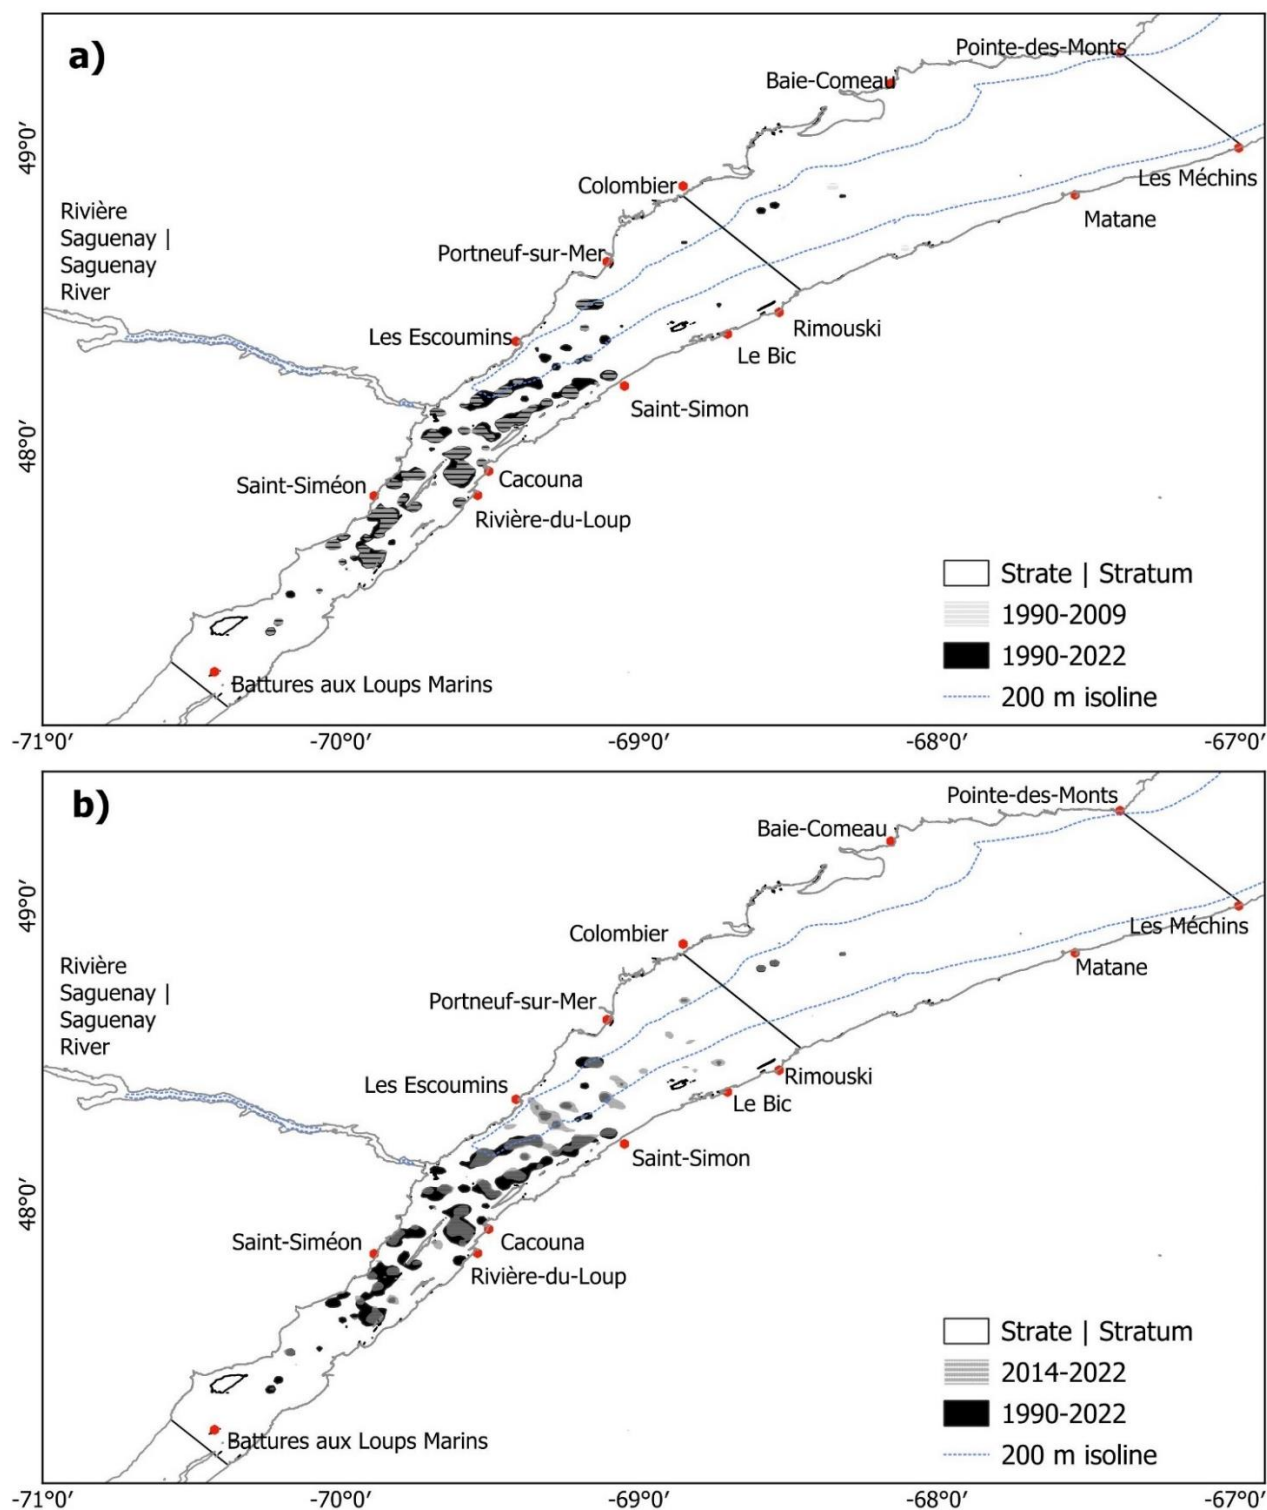 a)
Pointe-des-Monts
Baie-Comeau
49°0′
Les Méchins
Colombier
Matane
Rivière
Saguenay |
Saguenay
River
Portneuf-sur-Mer
Les Escoumins
Rimouski
Le Bic
Saint-Simon
48°0′
Saint-Siméon
Cacouna
Rivière-du-Loup
Strate | Stratum
1990-2009
1990-2022
200 m isoline
Battures aux Loups Marins
-71°0′
-70°0′
-69°0′
-68°0′
-67°0′
b)
Pointe-des-Monts
Baie-Comeau
49°0′
Les Méchins
Colombier
Matane
Rivière
Saguenay |
Saguenay
River
Portneuf-sur-Mer
Les Escoumins
Rimouski
Le Bic
Saint-Simon
48°0′
Saint-Siméon
Cacouna
Rivière-du-Loup
Strate | Stratum
2014-2022
1990-2022
200 m isoline
Battures aux Loups Marins
-71°0′
-70°0′
-69°0′
-68°0′
-67°0′